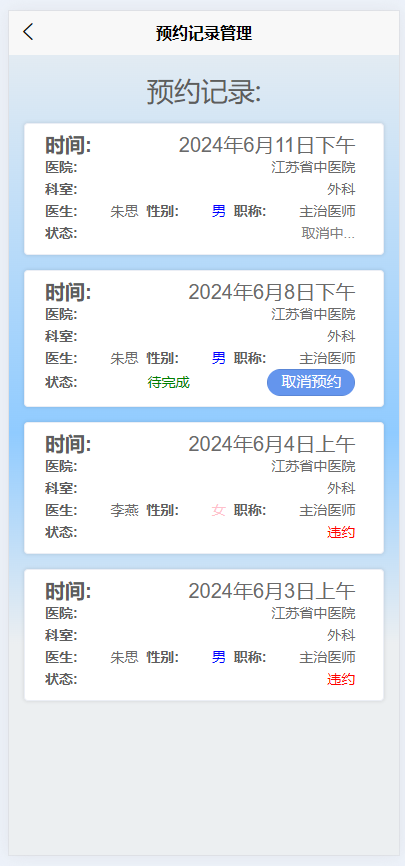 预约记录管理
预约记录:
时间: 2024年6月11日下午
医院: 江苏省中医院
科室: 外科
医生: 朱思 性别: 男 职称: 主治医师
状态: 取消中...
时间: 2024年6月8日下午
医院: 江苏省中医院
科室: 外科
医生: 朱思 性别: 男 职称: 主治医师
状态: 待完成 取消预约
时间: 2024年6月4日上午
医院: 江苏省中医院
科室: 外科
医生: 李燕 性别: 女 职称: 主治医师
状态: 违约
时间: 2024年6月3日上午
医院: 江苏省中医院
科室: 外科
医生: 朱思 性别: 男 职称: 主治医师
状态: 违约